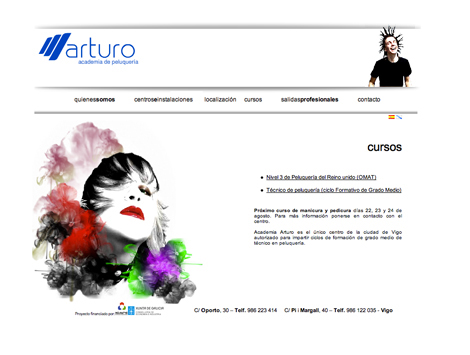 arturo
academia de peluquería
quienessomos centroseinstalaciones localización cursos salidasprofesionales contacto
cursos
Nivel 3 de Peluquería del Reino unido (OMAT)
Técnico de peluquería (ciclo Formativo de Grado Medio)
Próximo curso de manicura y pedicura días 22, 23 y 24 de
agosto. Para más información ponerse en contacto con el
centro.
Academia Arturo es el único centro de la ciudad de Vigo
autorizado para impartir ciclos de formación de grado medio de
técnico en peluquería.
Proyecto financiado por:
XUNTA DE GALICIA
C/ Oporto, 30 – Telf. 986 223 414 C/ Pi i Margall, 40 – Telf. 986 122 035 - Vigo